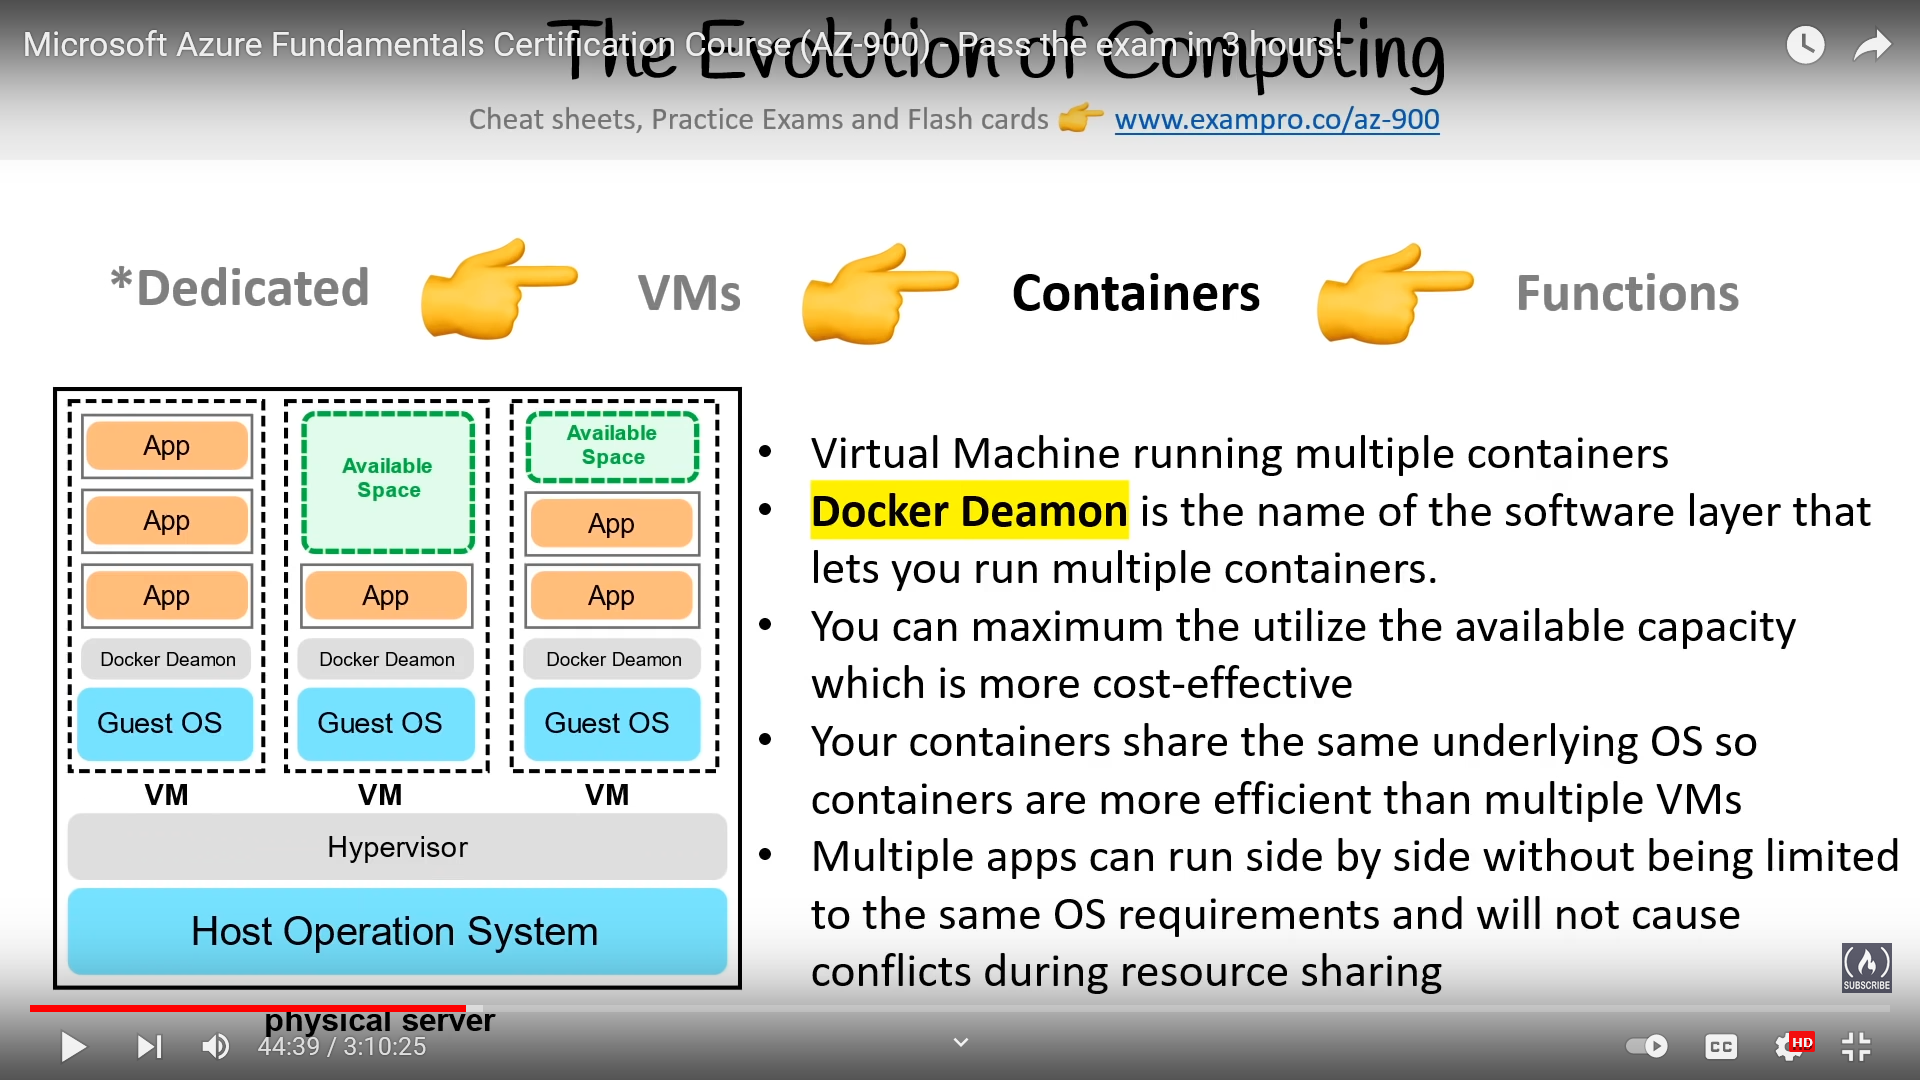 The Evolution of Computing
Microsoft Azure Fundamentals Certification Course (AZ-900) - Pass the exam in 3 hours!
Cheat sheets, Practice Exams and Flash cards 👉 www.exampro.co/az-900
*Dedicated 👉 VMs 👉 Containers 👉 Functions
App
App
App
Docker Deamon
Guest OS
VM
Available
Space
App
Docker Deamon
Guest OS
VM
Available
Space
App
App
Docker Deamon
Guest OS
VM
Hypervisor
Host Operation System
physical server
• Virtual Machine running multiple containers
• Docker Deamon is the name of the software layer that
lets you run multiple containers.
• You can maximum the utilize the available capacity
which is more cost-effective
• Your containers share the same underlying OS so
containers are more efficient than multiple VMs
• Multiple apps can run side by side without being limited
to the same OS requirements and will not cause
conflicts during resource sharing
SUBSCRIBE
44:39 / 3:10:25
CC
HD